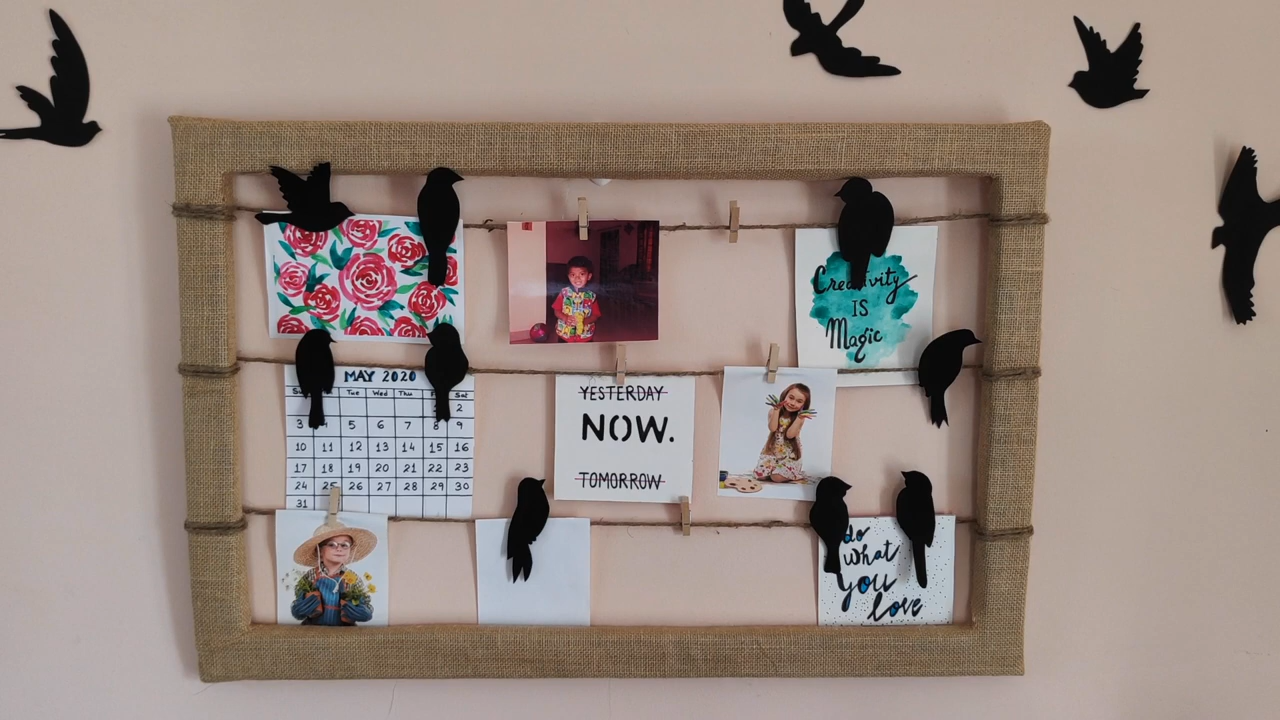 Creativity
IS
Magic
MAY 2020
Tue Wed Thu Sat
2
3 4 5 6 7 8 9
10 11 12 13 14 15 16
17 18 19 20 21 22 23
24 25 26 27 28 29 30
31
YESTERDAY
NOW.
TOMORROW
do
what
you
love